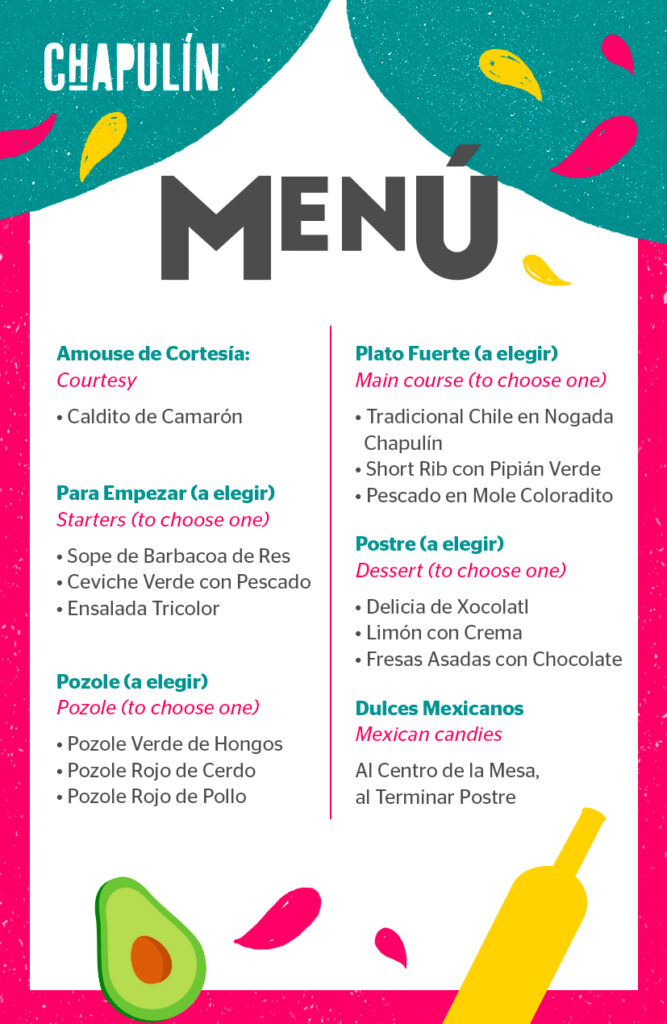 CHAPULÍN
MENÚ
Amouse de Cortesía:
Courtesy
• Caldito de Camarón
Para Empezar (a elegir)
Starters (to choose one)
• Sope de Barbacoa de Res
• Ceviche Verde con Pescado
• Ensalada Tricolor
Pozole (a elegir)
Pozole (to choose one)
• Pozole Verde de Hongos
• Pozole Rojo de Cerdo
• Pozole Rojo de Pollo
Plato Fuerte (a elegir)
Main course (to choose one)
• Tradicional Chile en Nogada
Chapulín
• Short Rib con Pipián Verde
• Pescado en Mole Coloradito
Postre (a elegir)
Dessert (to choose one)
• Delicia de Xocolatl
• Limón con Crema
• Fresas Asadas con Chocolate
Dulces Mexicanos
Mexican candies
Al Centro de la Mesa,
al Terminar Postre